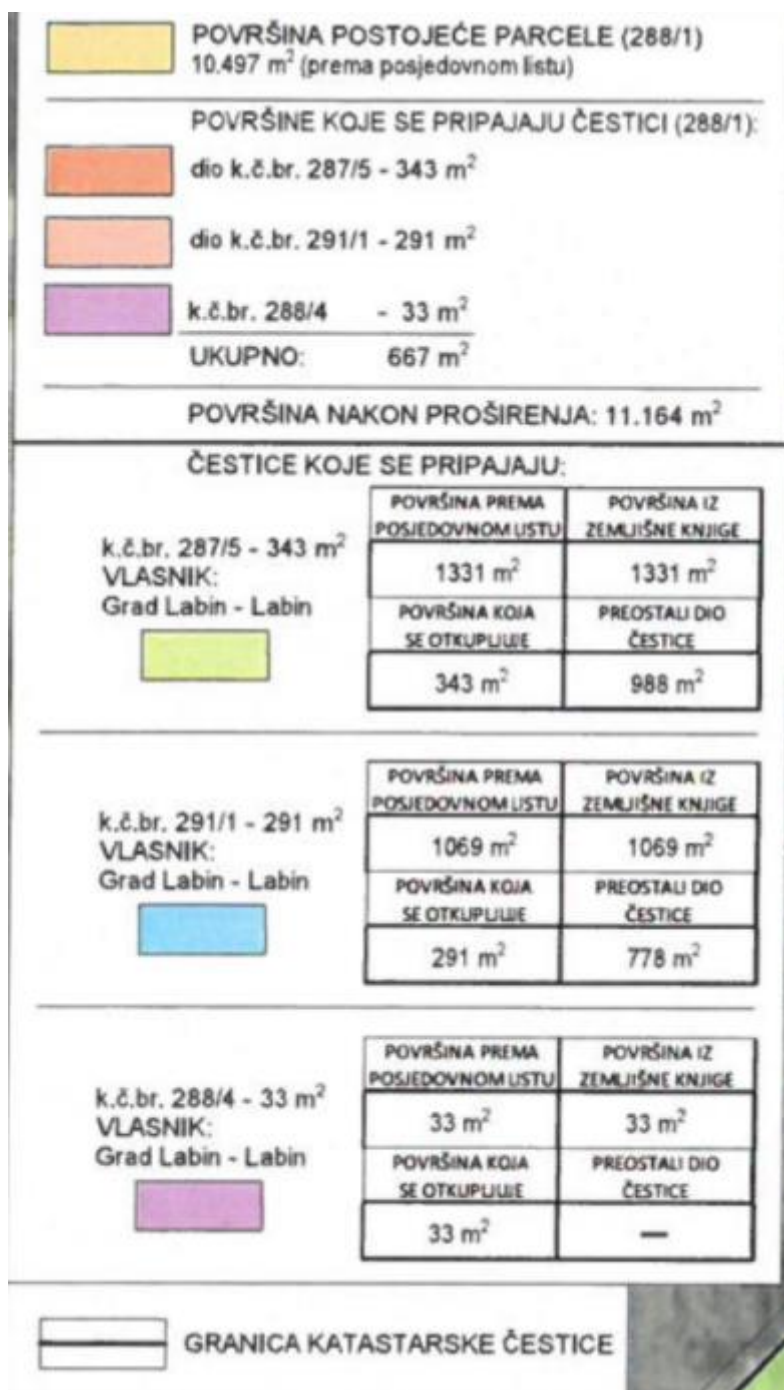 POVRŠINA POSTOJEĆE PARCELE (288/1)
10.497 m² (prema posjedovnom listu)
POVRŠINE KOJE SE PRIPAJAJU ČESTICI (288/1):
dio k.č.br. 287/5 - 343 m²
dio k.č.br. 291/1 - 291 m²
k.č.br. 288/4 - 33 m²
UKUPNO: 667 m²
POVRŠINA NAKON PROŠIRENJA: 11.164 m²
ČESTICE KOJE SE PRIPAJAJU:
k.č.br. 287/5 - 343 m²
VLASNIK:
Grad Labin - Labin
POVRŠINA PREMA POSJEDOVNOM LISTU
POVRŠINA IZ ZEMLJIŠNE KNJIGE
1331 m² 1331 m²
POVRŠINA KOJA SE OTKUPLJUJE
PREOSTALI DIO ČESTICE
343 m² 988 m²
k.č.br. 291/1 - 291 m²
VLASNIK:
Grad Labin - Labin
POVRŠINA PREMA POSJEDOVNOM LISTU
POVRŠINA IZ ZEMLJIŠNE KNJIGE
1069 m² 1069 m²
POVRŠINA KOJA SE OTKUPLJUJE
PREOSTALI DIO ČESTICE
291 m² 778 m²
k.č.br. 288/4 - 33 m²
VLASNIK:
Grad Labin - Labin
POVRŠINA PREMA POSJEDOVNOM LISTU
POVRŠINA IZ ZEMLJIŠNE KNJIGE
33 m² 33 m²
POVRŠINA KOJA SE OTKUPLJUJE
PREOSTALI DIO ČESTICE
33 m² —
GRANICA KATASTARSKE ČESTICE